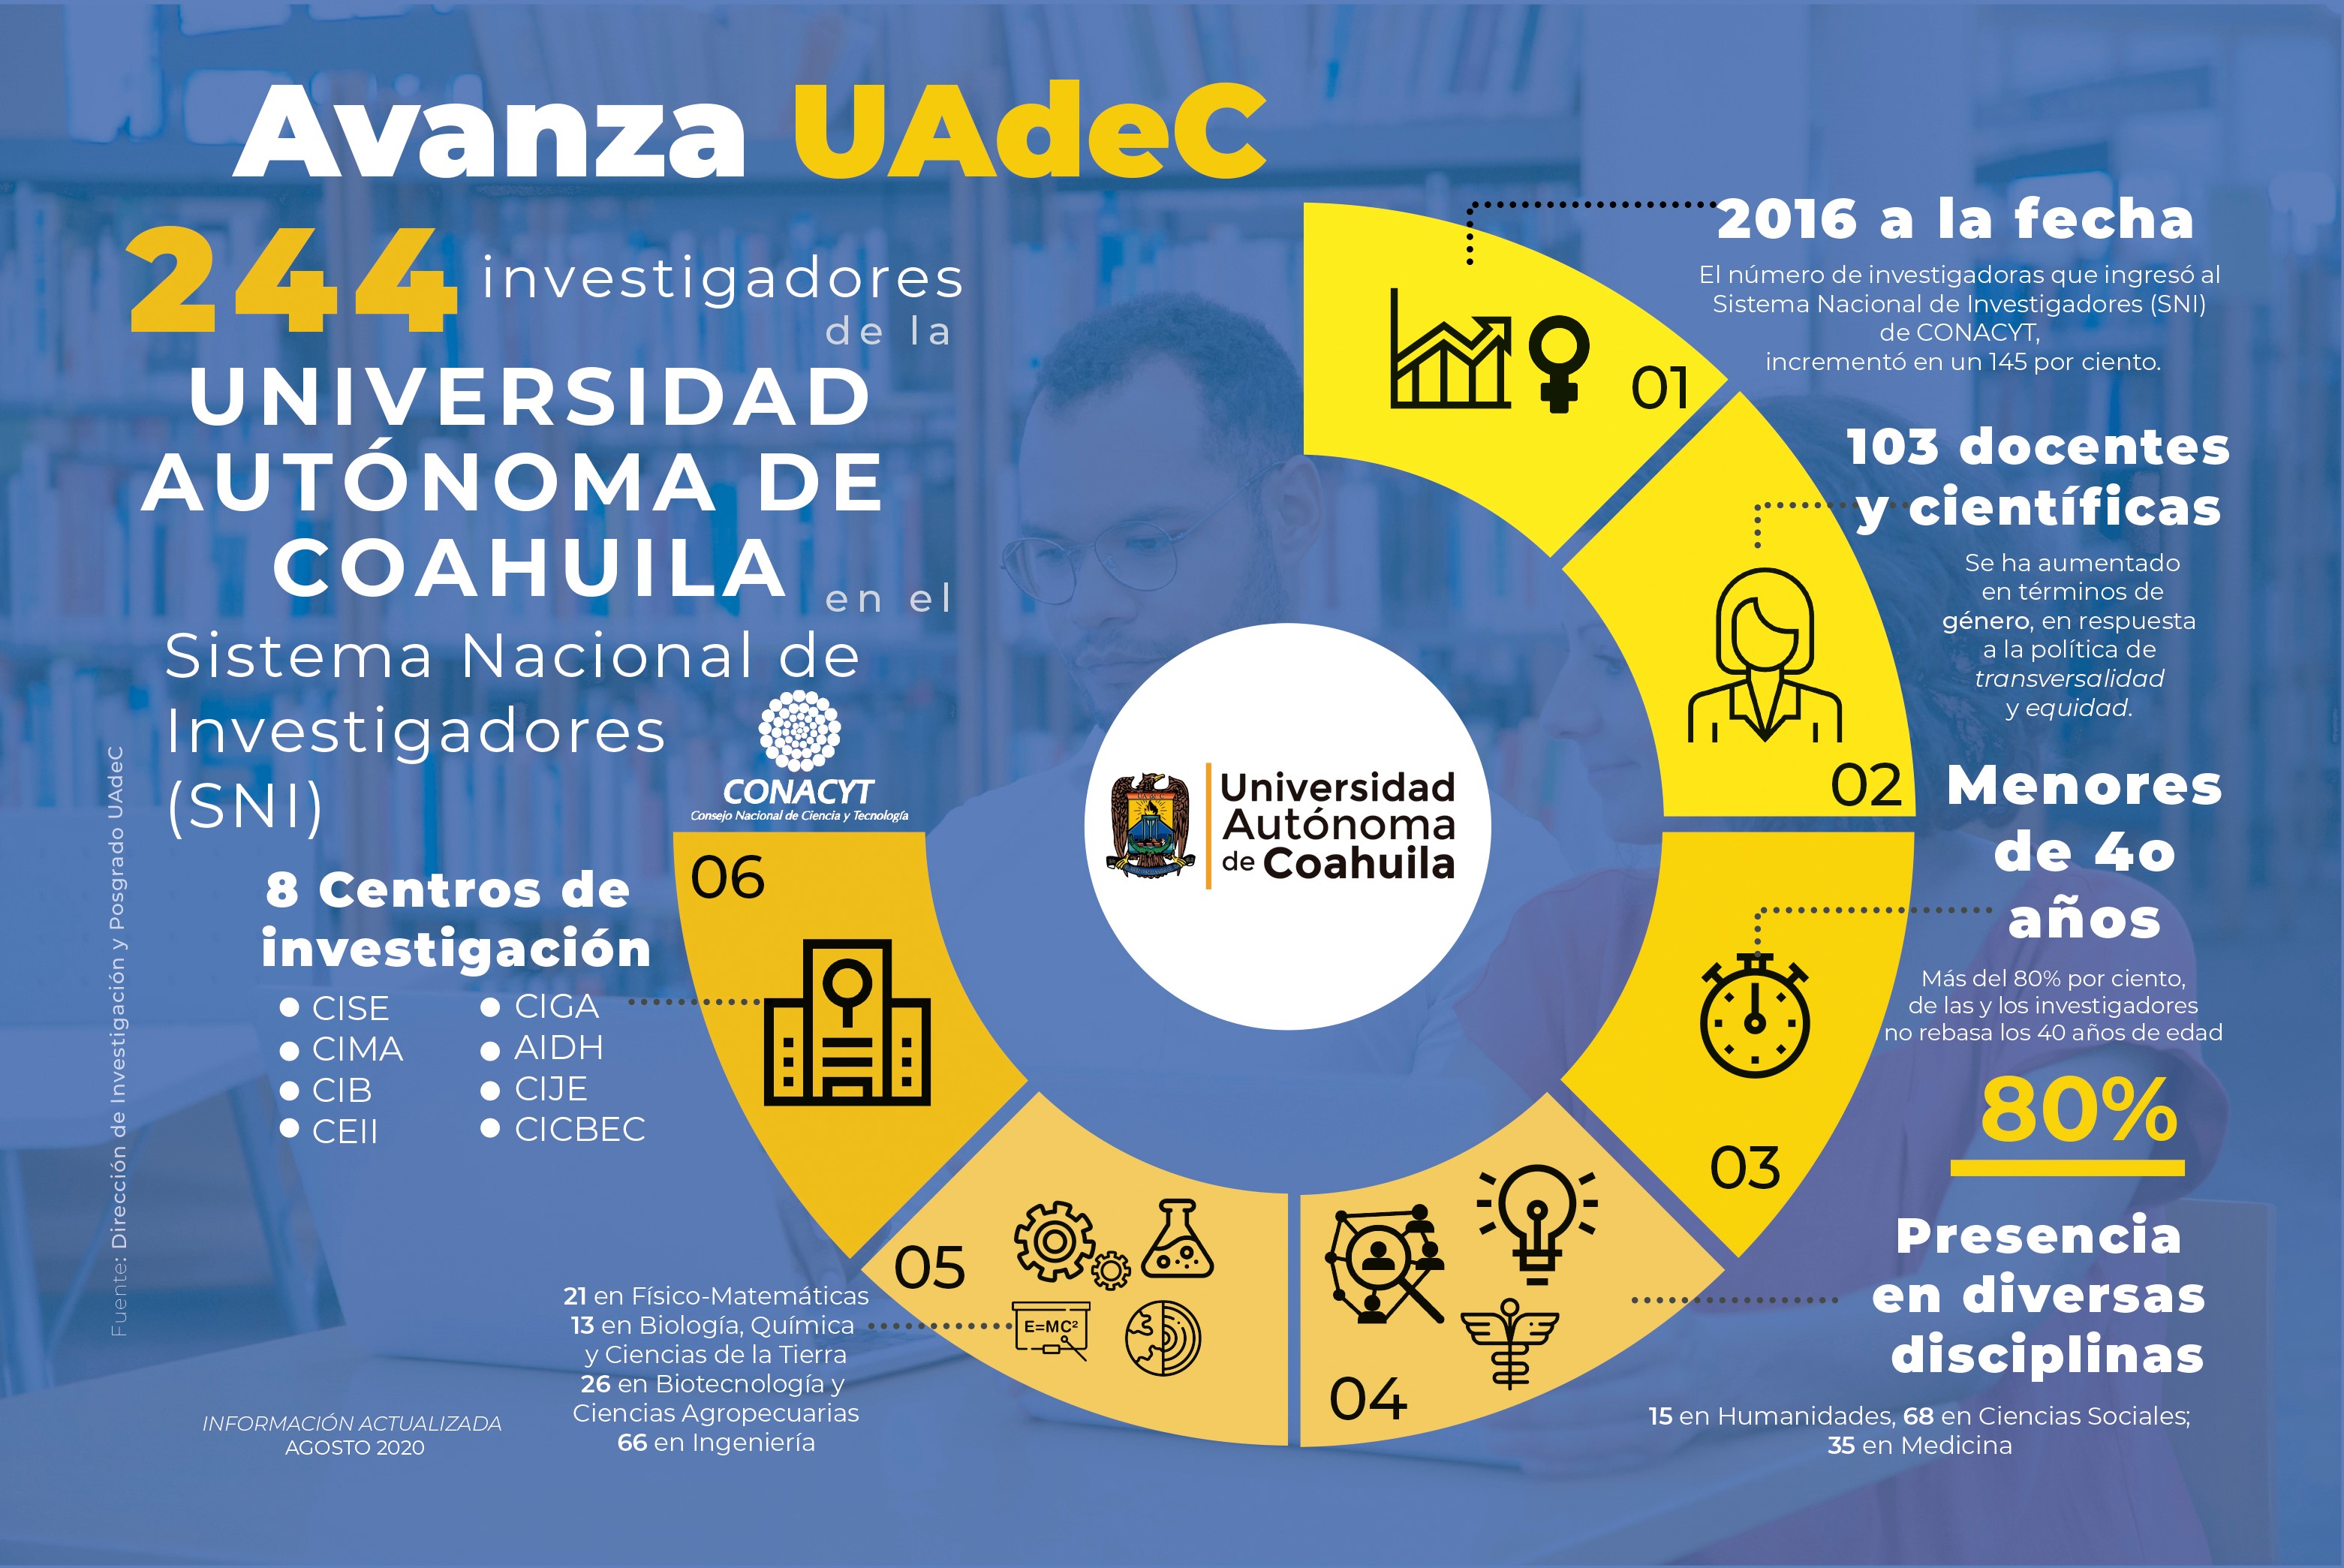 Avanza UAdeC
244 investigadores
de la
UNIVERSIDAD
AUTÓNOMA DE
COAHUILA en el
Sistema Nacional de
Investigadores
(SNI)
CONACYT
Consejo Nacional de Ciencia y Tecnología
2016 a la fecha
El número de investigadoras que ingresó al
Sistema Nacional de Investigadores (SNI)
de CONACYT,
incrementó en un 145 por ciento.
01
103 docentes
y científicas
Se ha aumentado
en términos de
género, en respuesta
a la política de
transversalidad
y equidad.
02
Menores
de 40
años
Más del 80% por ciento,
de las y los investigadores
no rebasa los 40 años de edad
80%
03
Presencia
en diversas
disciplinas
15 en Humanidades, 68 en Ciencias Sociales;
35 en Medicina
04
05
E=MC²
21 en Físico-Matemáticas
13 en Biología, Química
y Ciencias de la Tierra
26 en Biotecnología y
Ciencias Agropecuarias
66 en Ingeniería
06
8 Centros de
investigación
CISE
CIMA
CIB
CEII
CIGA
AIDH
CIJE
CICBEC
Universidad
Autónoma
de Coahuila
Fuente: Dirección de Investigación y Posgrado UAdeC
INFORMACIÓN ACTUALIZADA
AGOSTO 2020